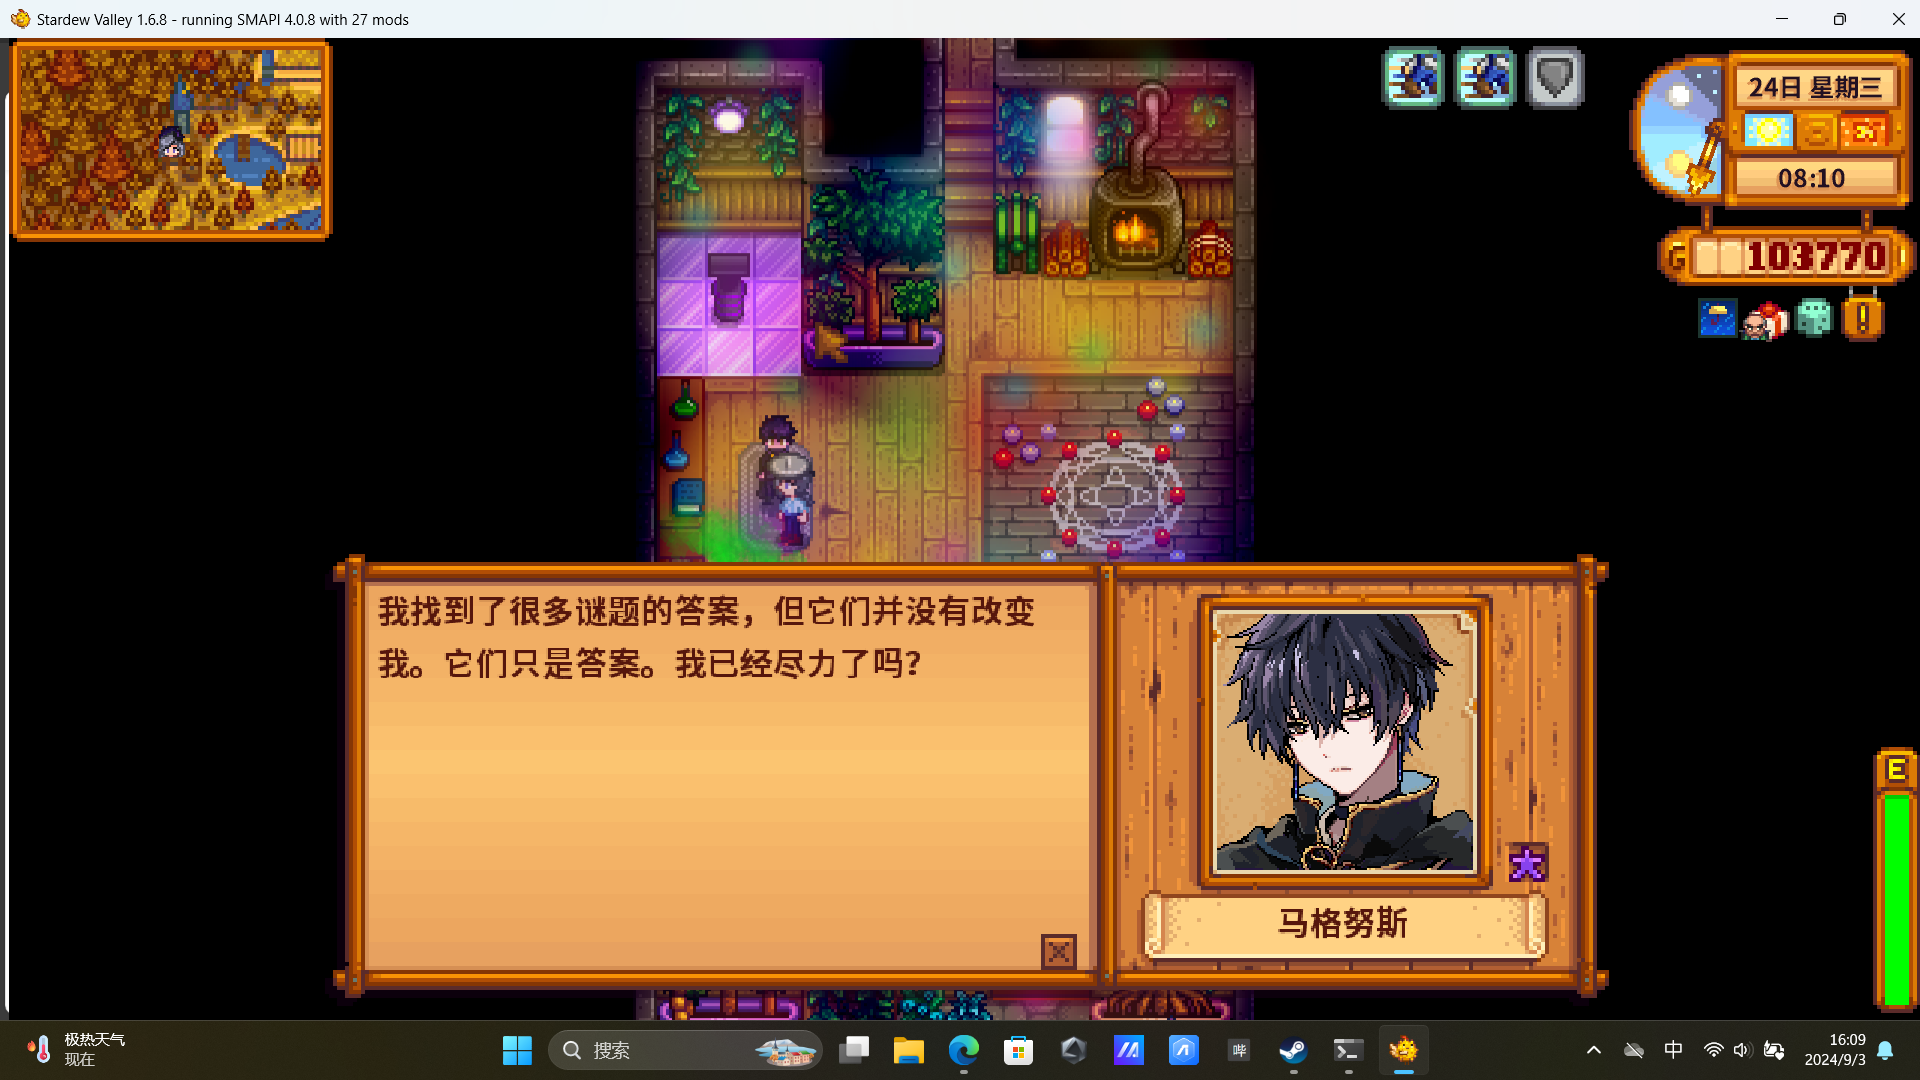 Stardew Valley 1.6.8 - running SMAPI 4.0.8 with 27 mods
24日 星期三
08:10
G 103770
我找到了很多谜题的答案，但它们并没有改变
我。它们只是答案。我已经尽力了吗？
马格努斯
E
极热天气
现在
搜索
哔
中
16:09
2024/9/3